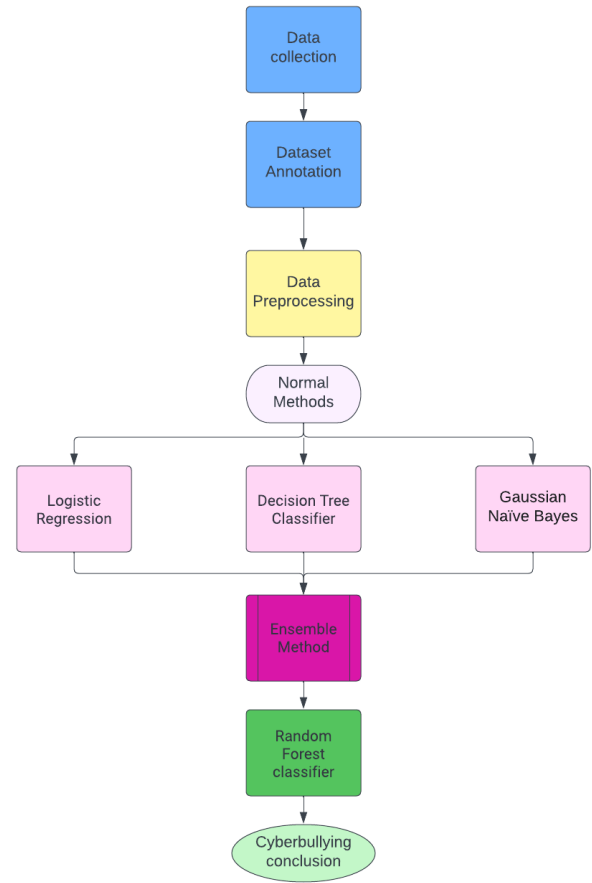 Data
collection
Dataset
Annotation
Data
Preprocessing
Normal
Methods
Logistic
Regression
Decision Tree
Classifier
Gaussian
Naïve Bayes
Ensemble
Method
Random
Forest
classifier
Cyberbullying
conclusion